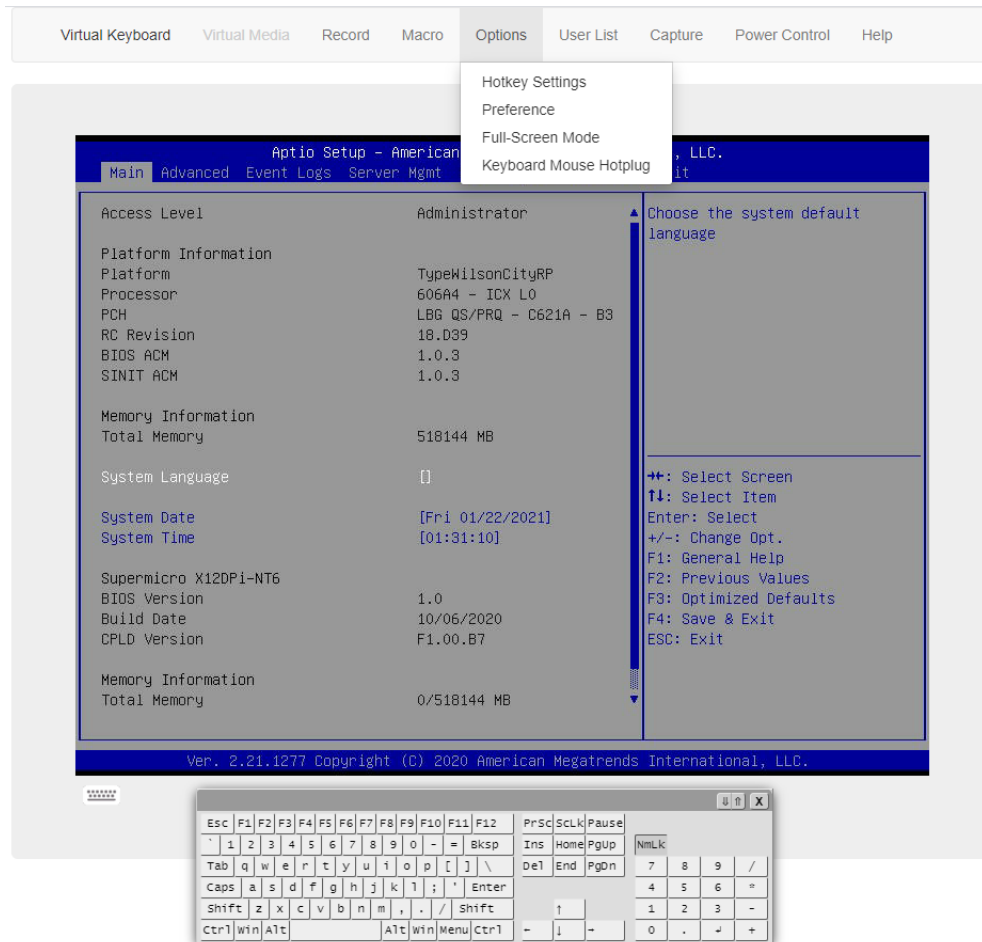 Virtual Keyboard Virtual Media Record Macro Options User List Capture Power Control Help
Hotkey Settings
Preference
Full-Screen Mode
Keyboard Mouse Hotplug
Aptio Setup – American , LLC.
Main Advanced Event Logs Server Mgmt it
Access Level Administrator
Platform Information
Platform TypeWilsonCityRP
Processor 606A4 – ICX L0
PCH LBG QS/PRQ – C621A – B3
RC Revision 18.D39
BIOS ACM 1.0.3
SINIT ACM 1.0.3
Memory Information
Total Memory 518144 MB
System Language []
System Date [Fri 01/22/2021]
System Time [01:31:10]
Supermicro X12DPi-NT6
BIOS Version 1.0
Build Date 10/06/2020
CPLD Version F1.00.B7
Memory Information
Total Memory 0/518144 MB
Choose the system default
language
→←: Select Screen
↑↓: Select Item
Enter: Select
+/-: Change Opt.
F1: General Help
F2: Previous Values
F3: Optimized Defaults
F4: Save & Exit
ESC: Exit
Ver. 2.21.1277 Copyright (C) 2020 American Megatrends International, LLC.
⇓ ⇑ X
Esc F1 F2 F3 F4 F5 F6 F7 F8 F9 F10 F11 F12 PrSc ScLk Pause
` 1 2 3 4 5 6 7 8 9 0 - = Bksp Ins Home PgUp NmLk
Tab q w e r t y u i o p [ ] \ Del End PgDn 7 8 9 /
Caps a s d f g h j k l ; ' Enter 4 5 6 *
Shift z x c v b n m , . / Shift ↑ 1 2 3 -
Ctrl Win Alt Alt Win Menu Ctrl ← ↓ → 0 . ↲ +